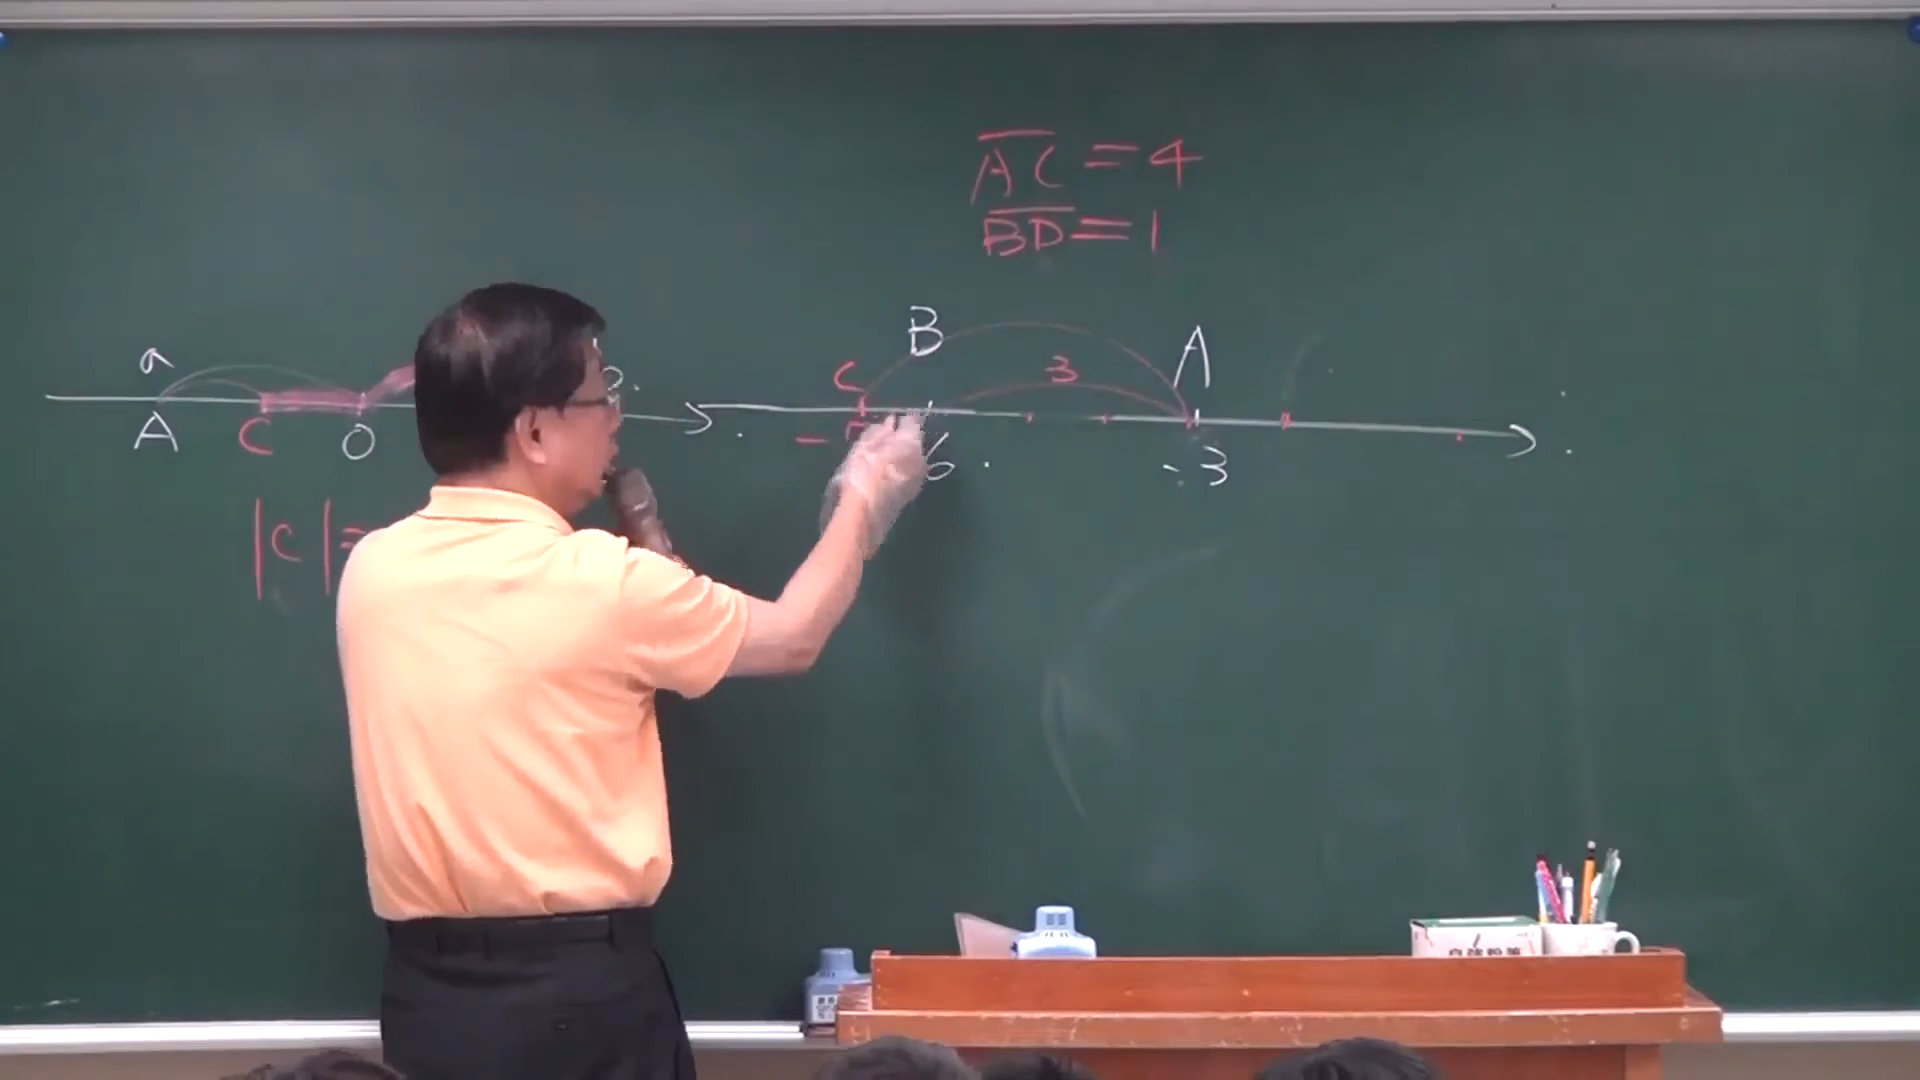 AC = 4
BD = 1
B A
a C 3
A C O -3
|C| =